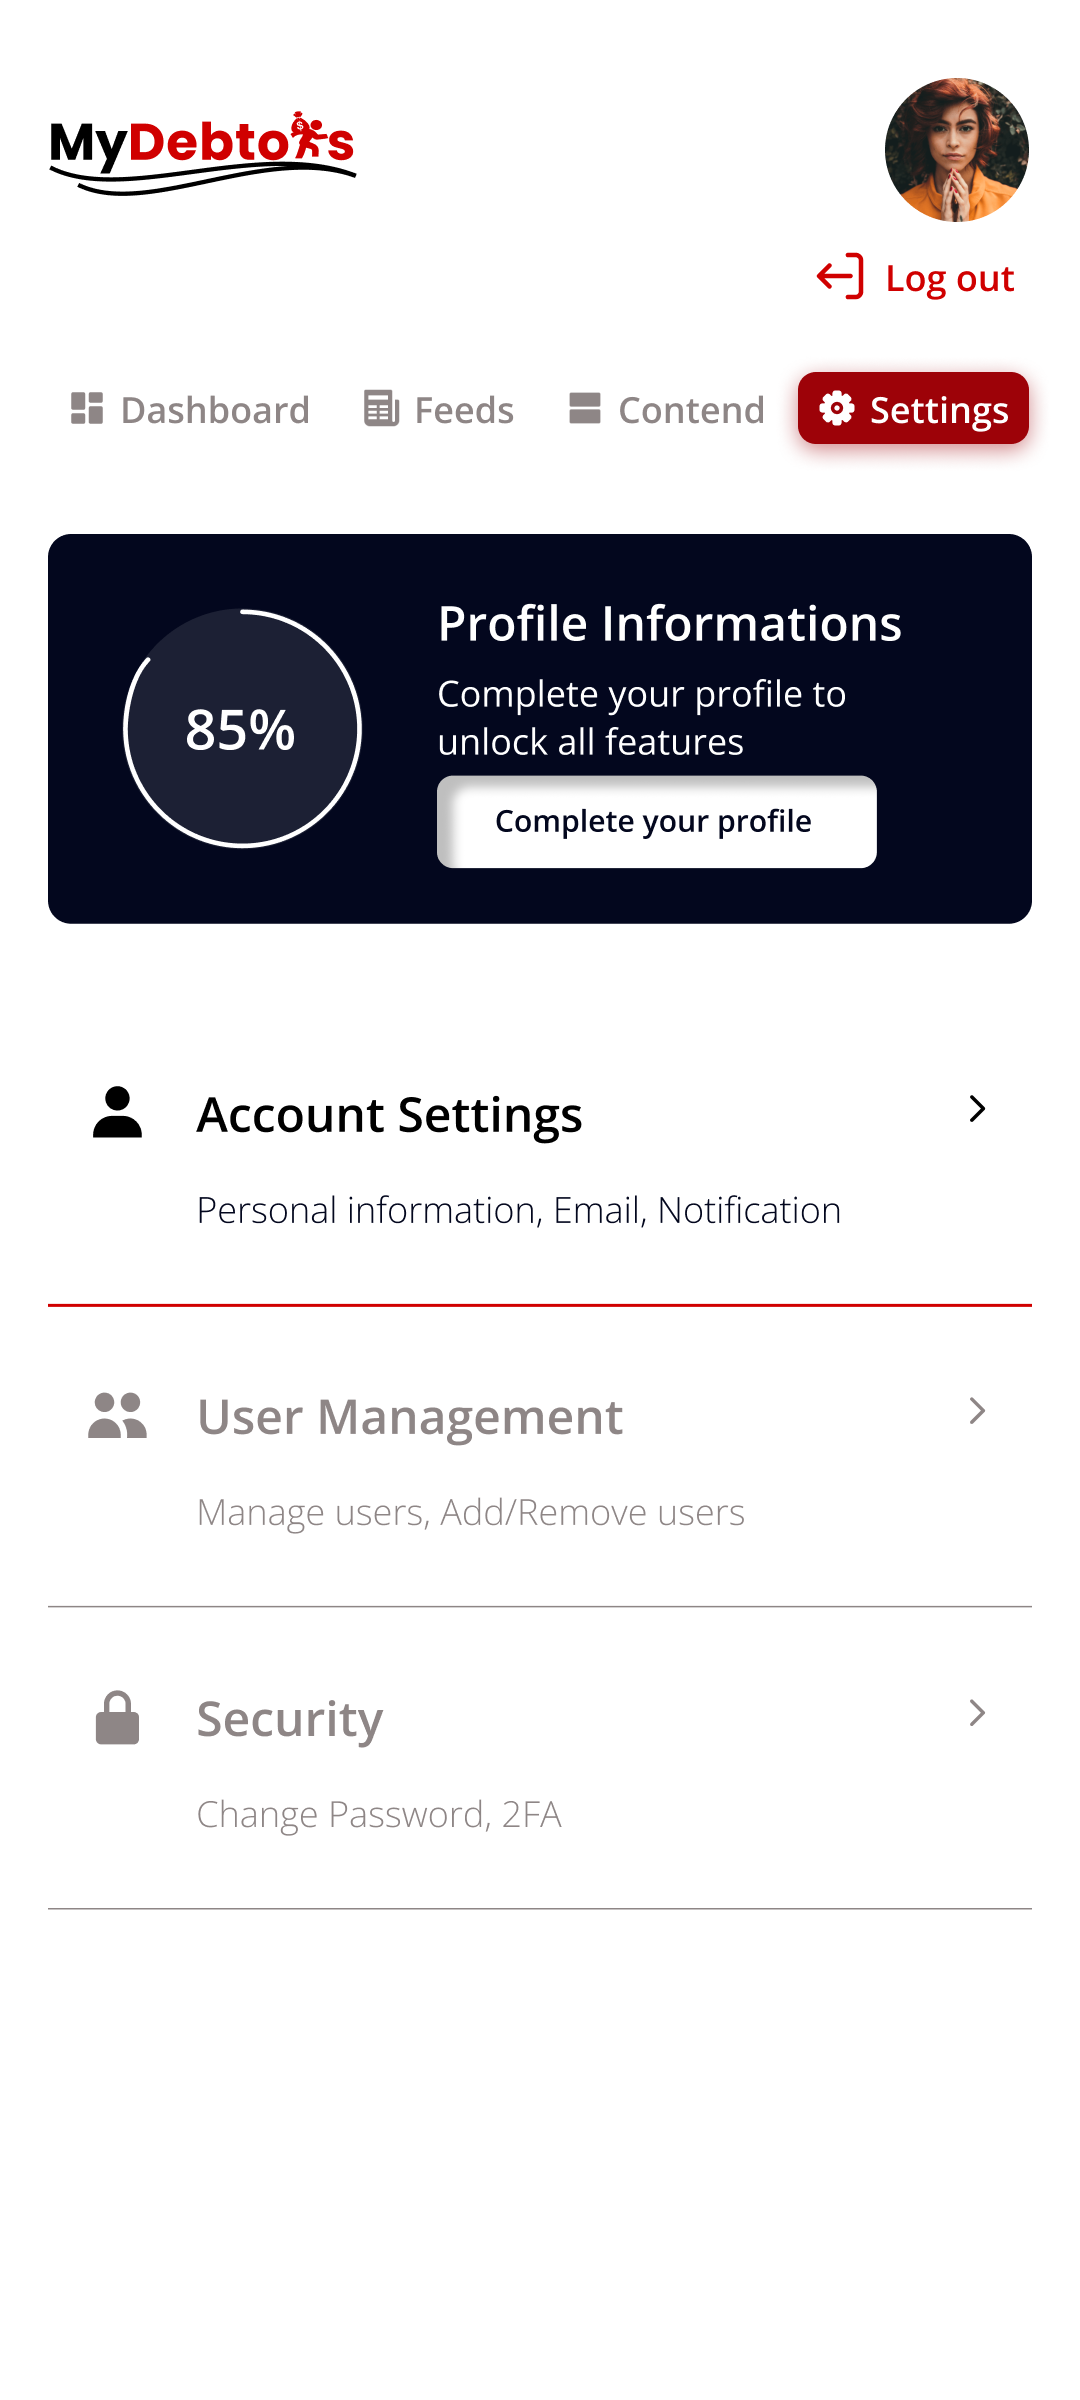 MyDebtors
Log out
Dashboard Feeds Contend Settings
Profile Informations
Complete your profile to
unlock all features
85%
Complete your profile
Account Settings
Personal information, Email, Notification
User Management
Manage users, Add/Remove users
Security
Change Password, 2FA